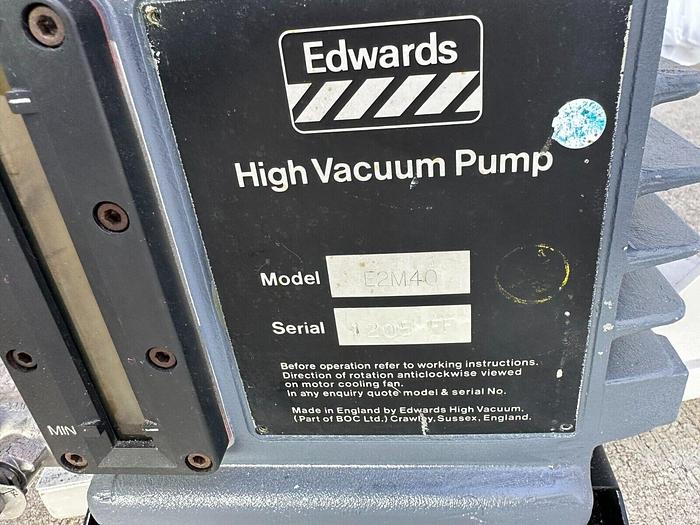 Edwards
High Vacuum Pump
Model E2M40
Serial 1205 FF
Before operation refer to working instructions.
Direction of rotation anticlockwise viewed
on motor cooling fan.
In any enquiry quote model & serial No.
Made in England by Edwards High Vacuum.
(Part of BOC Ltd.) Crawley, Sussex, England.
MIN